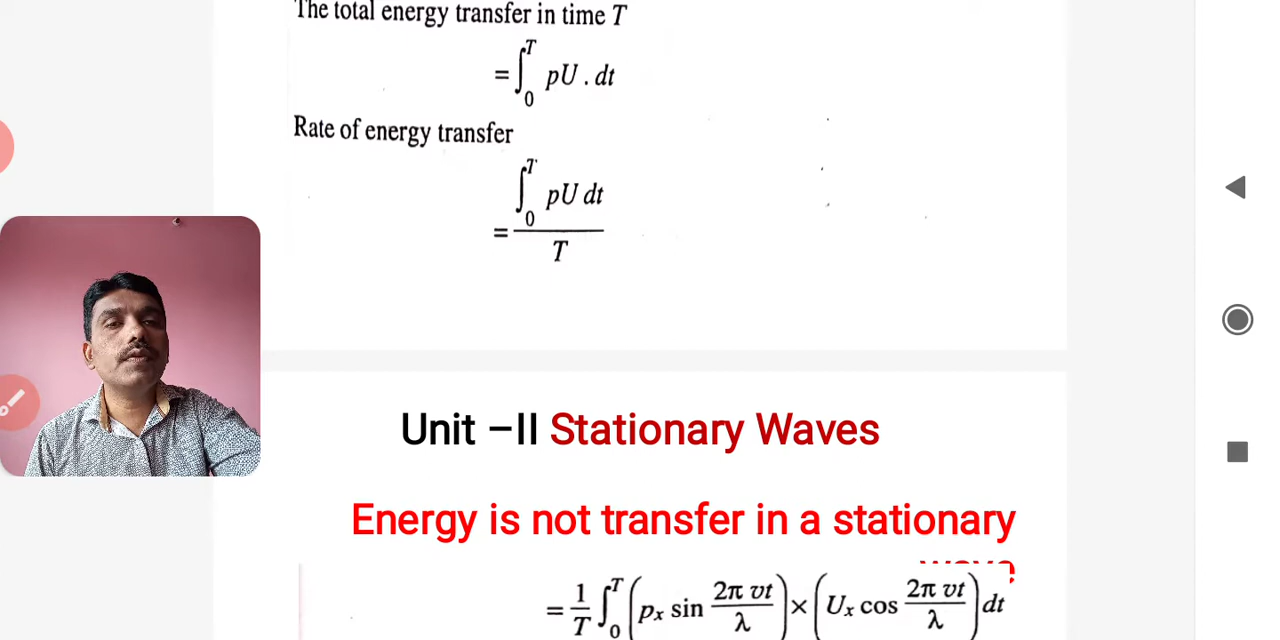 The total energy transfer in time T
= ∫₀ᵀ pU . dt
Rate of energy transfer
= ∫₀ᵀ pU dt / T
Unit –II Stationary Waves
Energy is not transfer in a stationary
wave
= 1/T ∫₀ᵀ (pₓ sin 2π vt/λ) × (Uₓ cos 2π vt/λ) dt